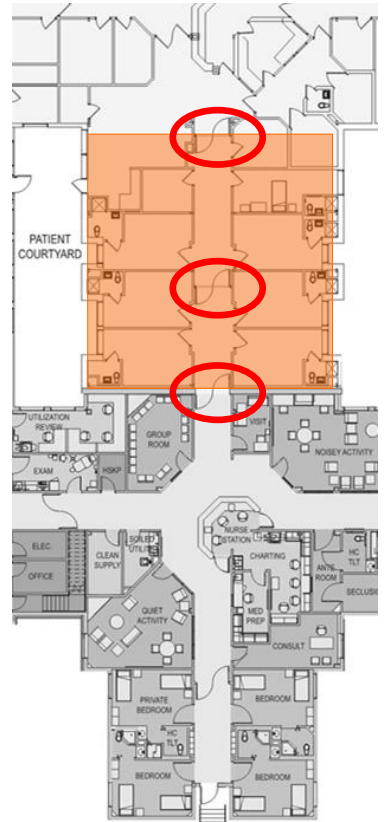 PATIENT
COURTYARD
UTILIZATION
REVIEW
EXAM
HSKP
GROUP
ROOM
VISIT
NOISEY ACTIVITY
ELEC.
OFFICE
CLEAN
SUPPLY
SOILED
UTILITY
NURSE
STATION
CHARTING
MED
PREP
ANTE
ROOM
HC
TLT
SECLUSIO
QUIET
ACTIVITY
CONSULT
PRIVATE
BEDROOM
HC
TLT
BEDROOM
BEDROOM
BEDROOM